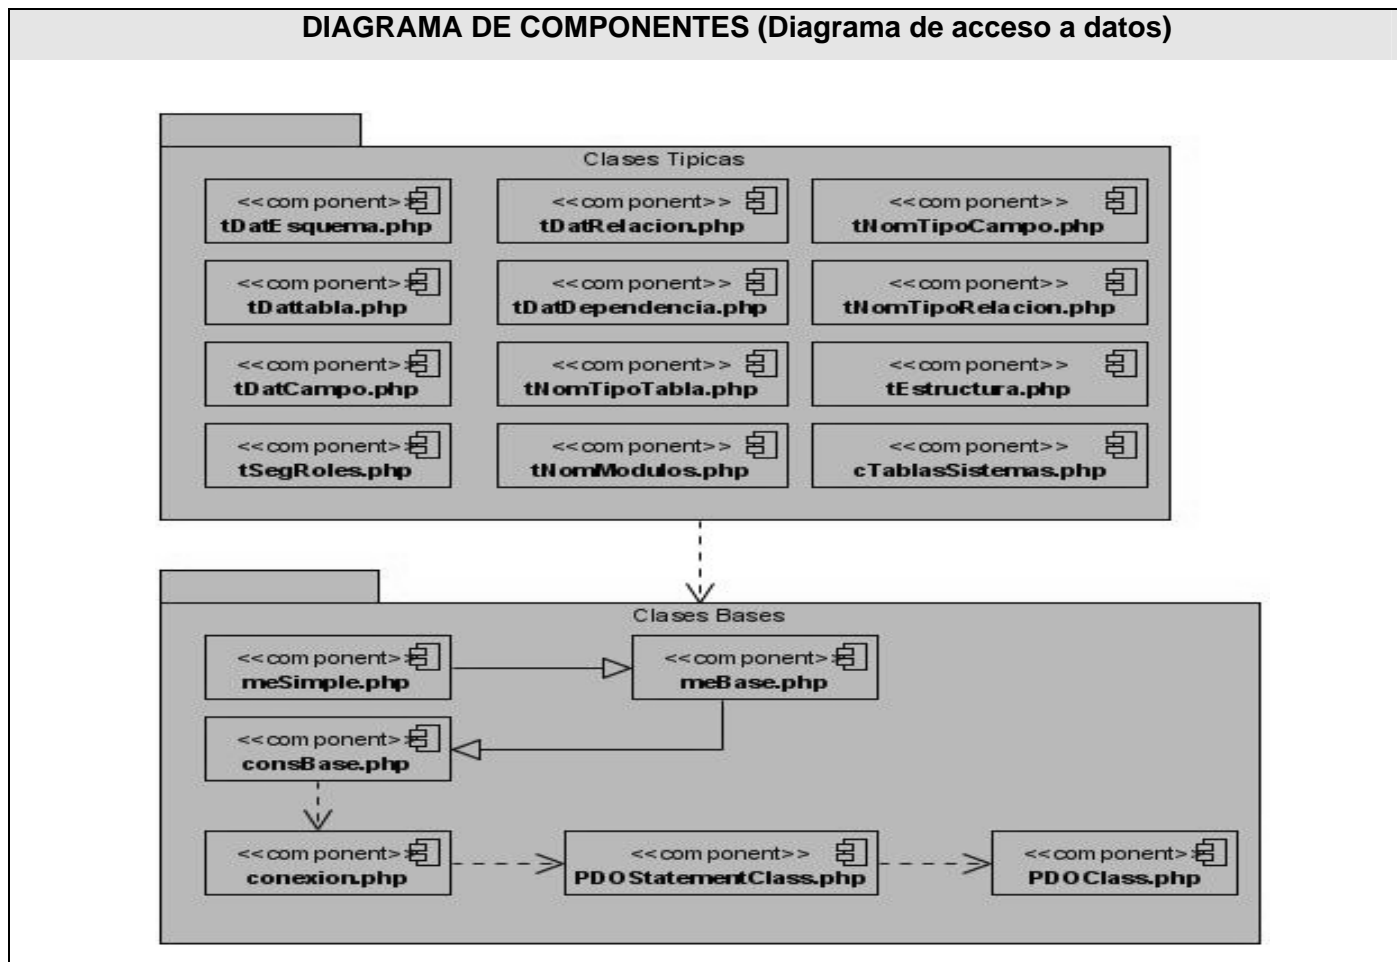 DIAGRAMA DE COMPONENTES (Diagrama de acceso a datos)
Clases Tipicas
<<component>>
tDatEsquema.php
<<component>>
tDatRelacion.php
<<component>>
tNomTipoCampo.php
<<component>>
tDattabla.php
<<component>>
tDatDependencia.php
<<component>>
tNomTipoRelacion.php
<<component>>
tDatCampo.php
<<component>>
tNomTipoTabla.php
<<component>>
tEstructura.php
<<component>>
tSegRoles.php
<<component>>
tNomModulos.php
<<component>>
cTablasSistemas.php
Clases Bases
<<component>>
meSimple.php
<<component>>
meBase.php
<<component>>
consBase.php
<<component>>
conexion.php
<<component>>
PDOStatementClass.php
<<component>>
PDOClass.php